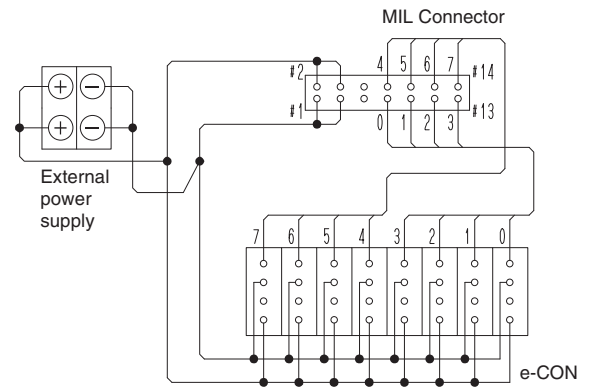 MIL Connector
#2 4 5 6 7 #14
#1 0 1 2 3 #13
+ −
+ −
External
power
supply
7 6 5 4 3 2 1 0
e-CON